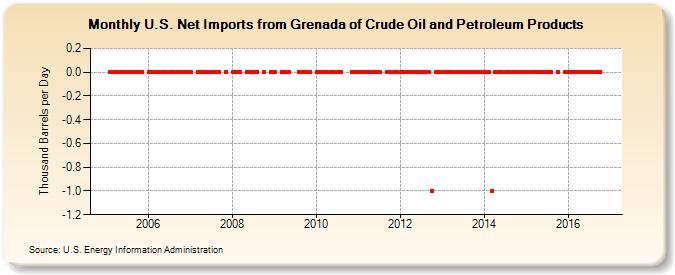 Monthly U.S. Net Imports from Grenada of Crude Oil and Petroleum Products
Thousand Barrels per Day
0.2
0.0
-0.2
-0.4
-0.6
-0.8
-1.0
-1.2
2006 2008 2010 2012 2014 2016
Source: U.S. Energy Information Administration